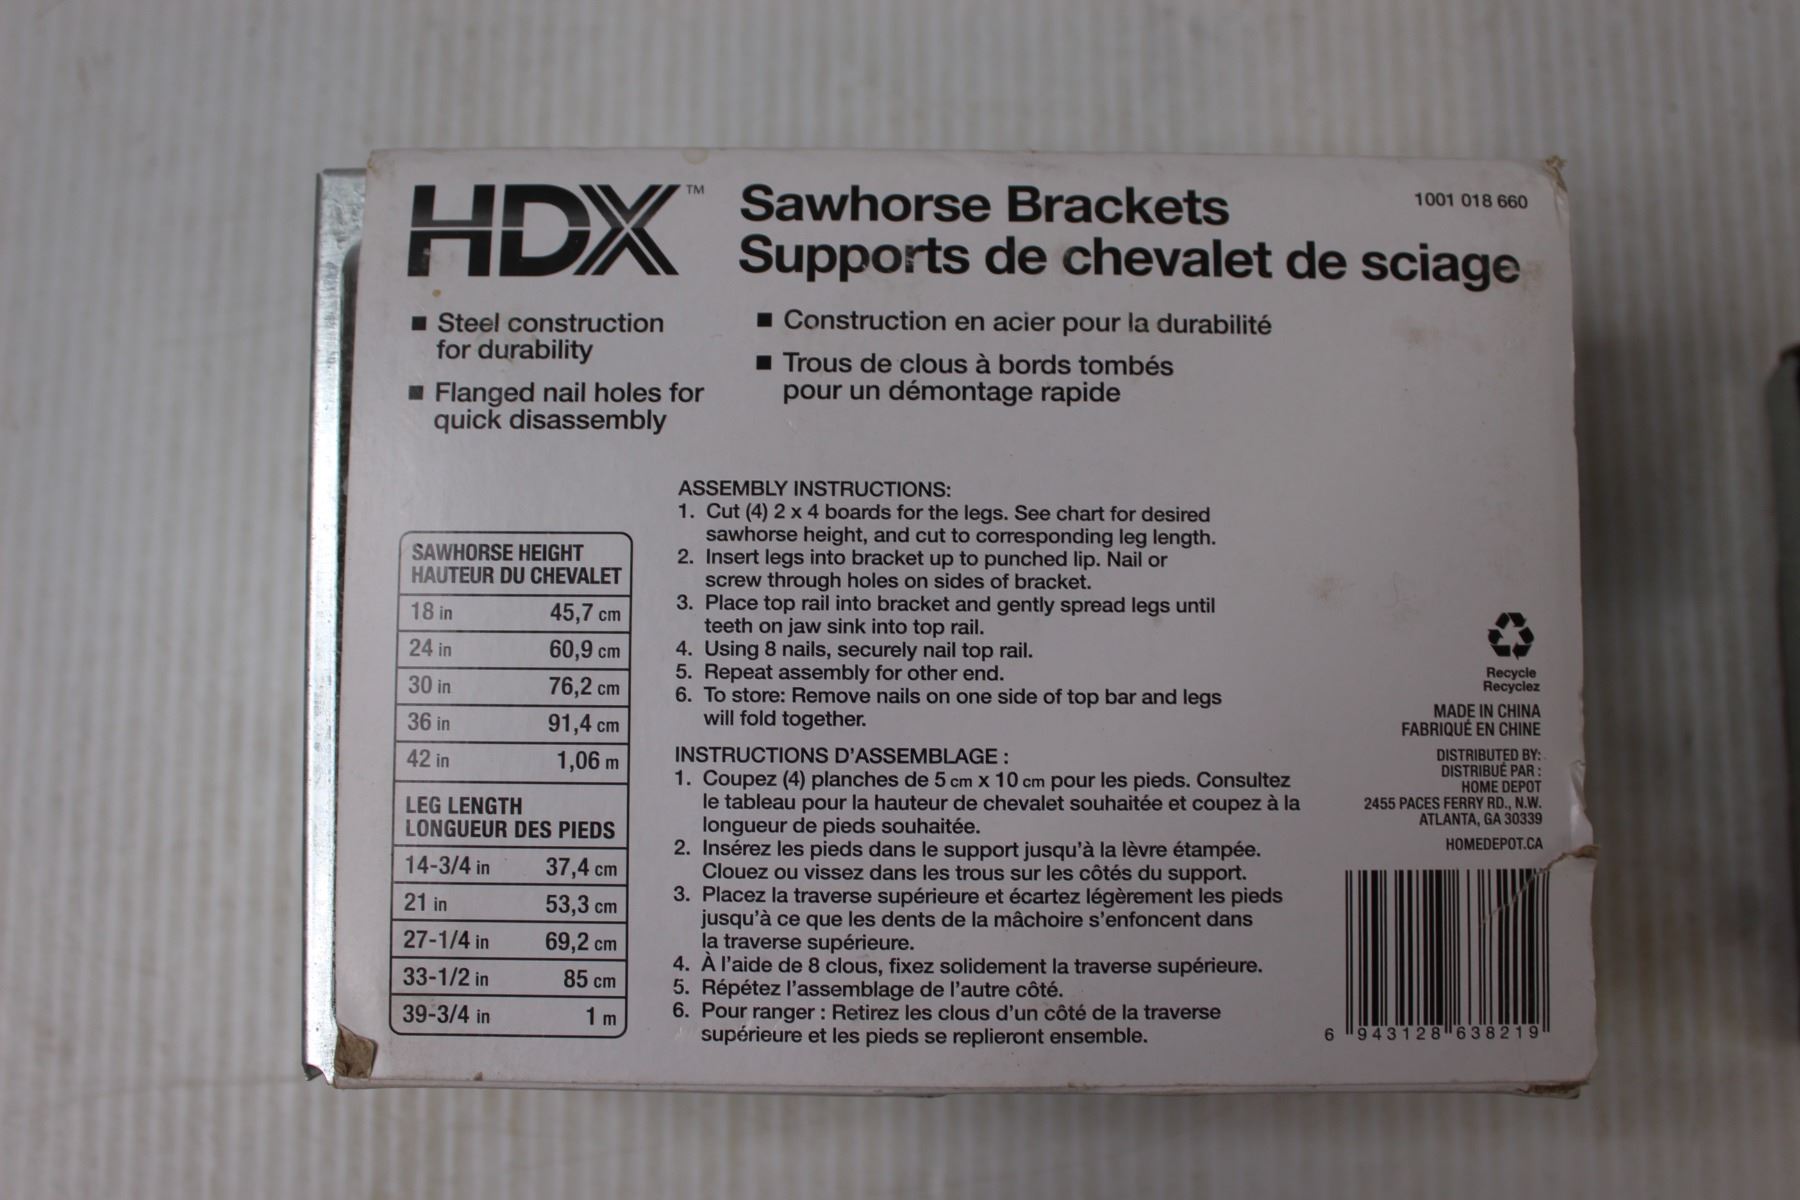 HDX™
Sawhorse Brackets
Supports de chevalet de sciage
1001 018 660
■ Steel construction
for durability
■ Flanged nail holes for
quick disassembly
■ Construction en acier pour la durabilité
■ Trous de clous à bords tombés
pour un démontage rapide
SAWHORSE HEIGHT
HAUTEUR DU CHEVALET
18 in 45,7 cm
24 in 60,9 cm
30 in 76,2 cm
36 in 91,4 cm
42 in 1,06 m
LEG LENGTH
LONGUEUR DES PIEDS
14-3/4 in 37,4 cm
21 in 53,3 cm
27-1/4 in 69,2 cm
33-1/2 in 85 cm
39-3/4 in 1 m
ASSEMBLY INSTRUCTIONS:
1. Cut (4) 2 x 4 boards for the legs. See chart for desired
sawhorse height, and cut to corresponding leg length.
2. Insert legs into bracket up to punched lip. Nail or
screw through holes on sides of bracket.
3. Place top rail into bracket and gently spread legs until
teeth on jaw sink into top rail.
4. Using 8 nails, securely nail top rail.
5. Repeat assembly for other end.
6. To store: Remove nails on one side of top bar and legs
will fold together.
INSTRUCTIONS D'ASSEMBLAGE :
1. Coupez (4) planches de 5 cm x 10 cm pour les pieds. Consultez
le tableau pour la hauteur de chevalet souhaitée et coupez à la
longueur de pieds souhaitée.
2. Insérez les pieds dans le support jusqu'à la lèvre étampée.
Clouez ou vissez dans les trous sur les côtés du support.
3. Placez la traverse supérieure et écartez légèrement les pieds
jusqu'à ce que les dents de la mâchoire s'enfoncent dans
la traverse supérieure.
4. À l'aide de 8 clous, fixez solidement la traverse supérieure.
5. Répétez l'assemblage de l'autre côté.
6. Pour ranger : Retirez les clous d'un côté de la traverse
supérieure et les pieds se replieront ensemble.
Recycle
Recyclez
MADE IN CHINA
FABRIQUÉ EN CHINE
DISTRIBUTED BY:
DISTRIBUÉ PAR :
HOME DEPOT
2455 PACES FERRY RD., N.W.
ATLANTA, GA 30339
HOMEDEPOT.CA
6 943128 638219